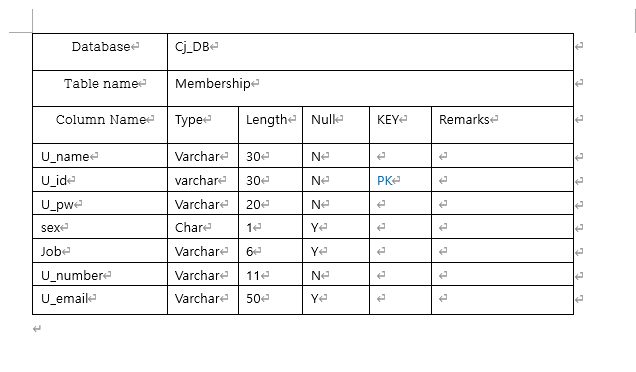 Database Cj_DB
Table name Membership
Column Name Type Length Null KEY Remarks
U_name Varchar 30 N
U_id varchar 30 N PK
U_pw Varchar 20 N
sex Char 1 Y
Job Varchar 6 Y
U_number Varchar 11 N
U_email Varchar 50 Y